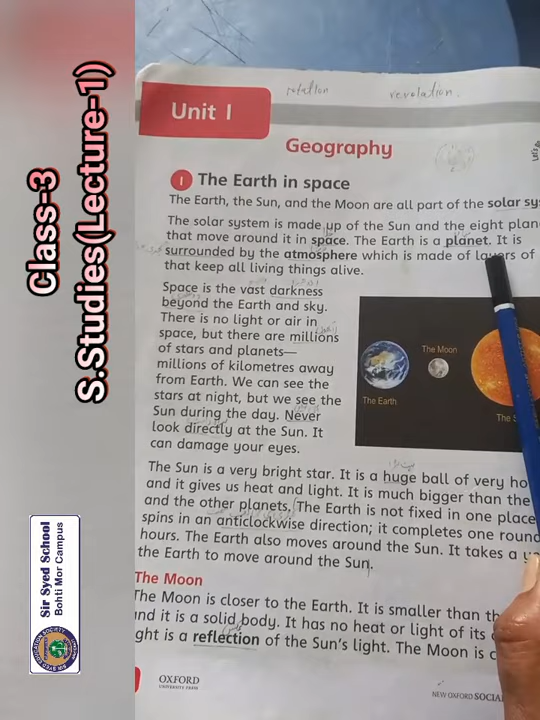 Class-3
S.Studies(Lecture-1)
Sir Syed School
Bohti Mor Campus
rotation revolution.
Unit 1
Geography
1 The Earth in space
The Earth, the Sun, and the Moon are all part of the solar sy
The solar system is made up of the Sun and the eight plan
that move around it in space. The Earth is a planet. It is
surrounded by the atmosphere which is made of layers of
that keep all living things alive.
Space is the vast darkness
beyond the Earth and sky.
There is no light or air in
space, but there are millions
of stars and planets—
millions of kilometres away
from Earth. We can see the
stars at night, but we see the
Sun during the day. Never
look directly at the Sun. It
can damage your eyes.
The Moon
The Earth
The S
The Sun is a very bright star. It is a huge ball of very ho
and it gives us heat and light. It is much bigger than the
and the other planets. The Earth is not fixed in one place
spins in an anticlockwise direction; it completes one round
hours. The Earth also moves around the Sun. It takes a y
the Earth to move around the Sun.
The Moon
The Moon is closer to the Earth. It is smaller than th
and it is a solid body. It has no heat or light of its
ght is a reflection of the Sun's light. The Moon is c
OXFORD
UNIVERSITY PRESS
NEW OXFORD SOCIAL